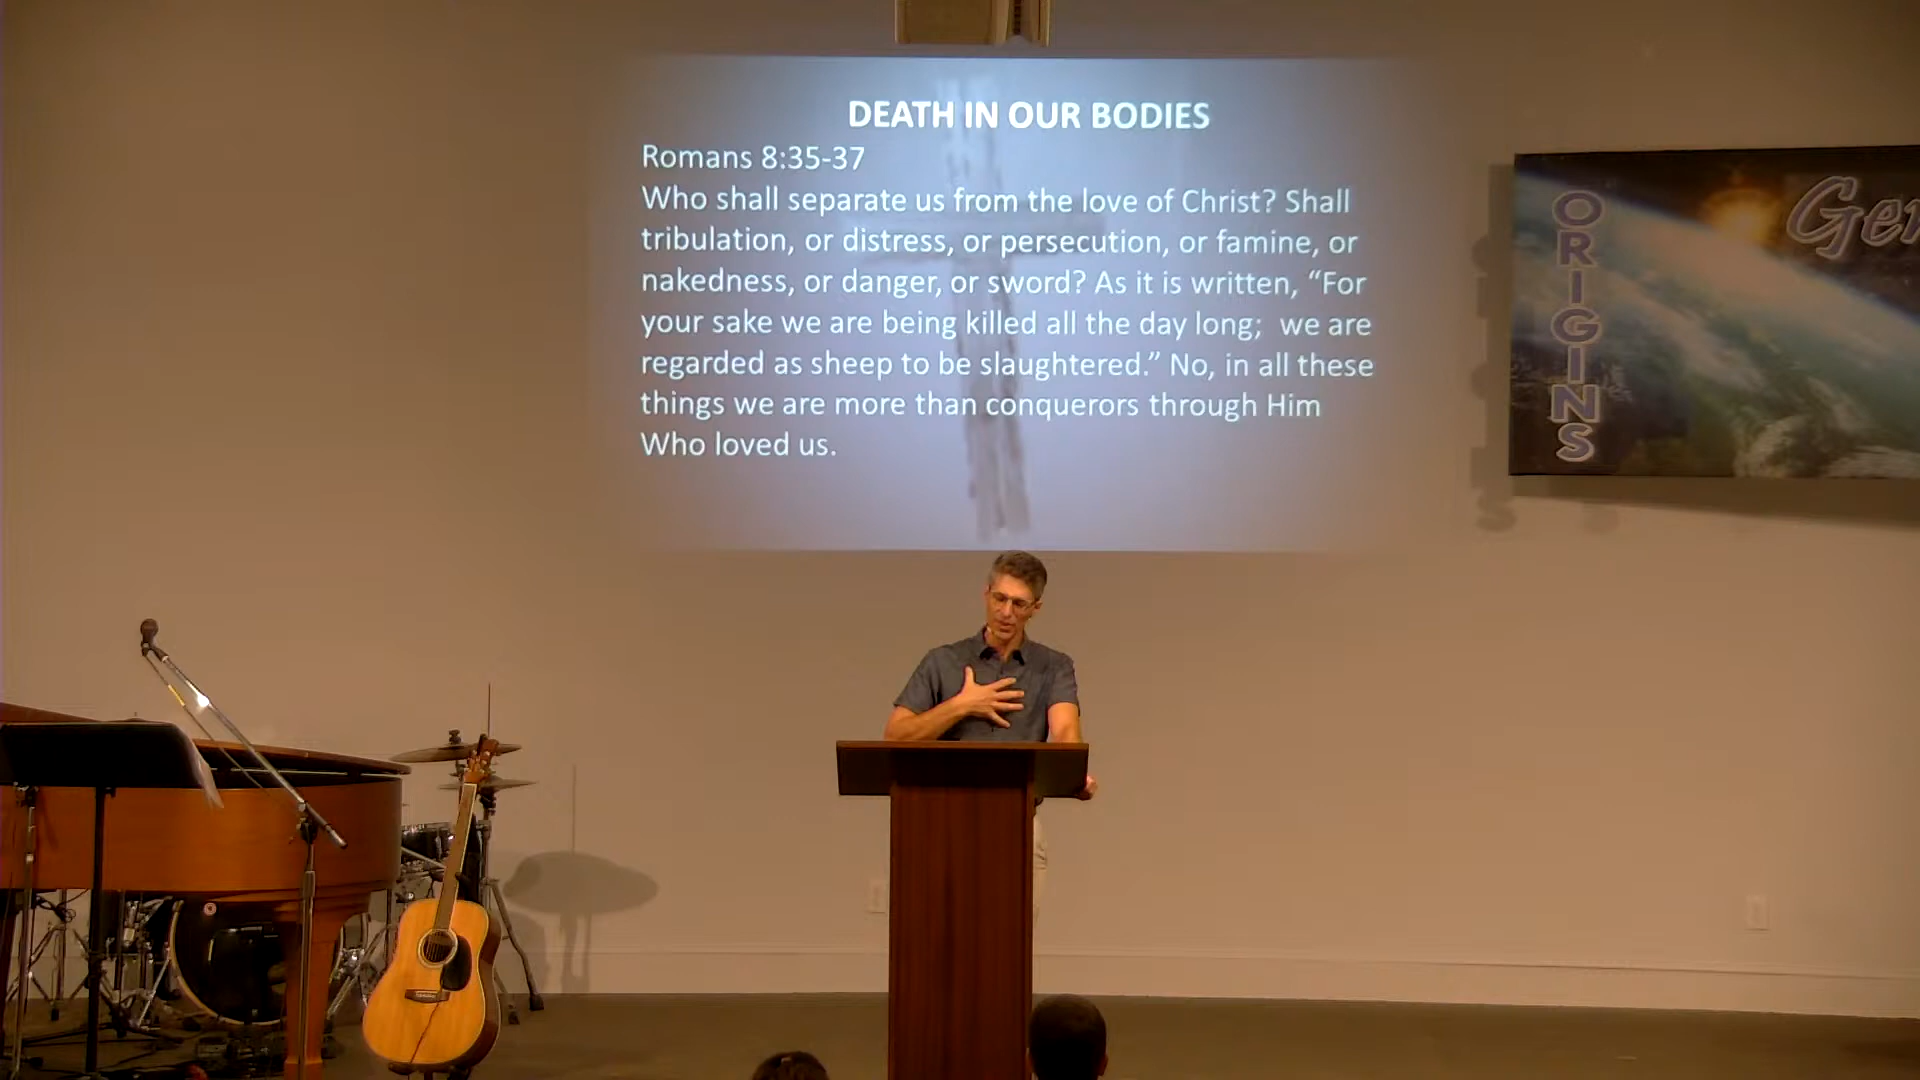 DEATH IN OUR BODIES
Romans 8:35-37
Who shall separate us from the love of Christ? Shall
tribulation, or distress, or persecution, or famine, or
nakedness, or danger, or sword? As it is written, “For
your sake we are being killed all the day long;  we are
regarded as sheep to be slaughtered.” No, in all these
things we are more than conquerors through Him
Who loved us.
ORIGINS